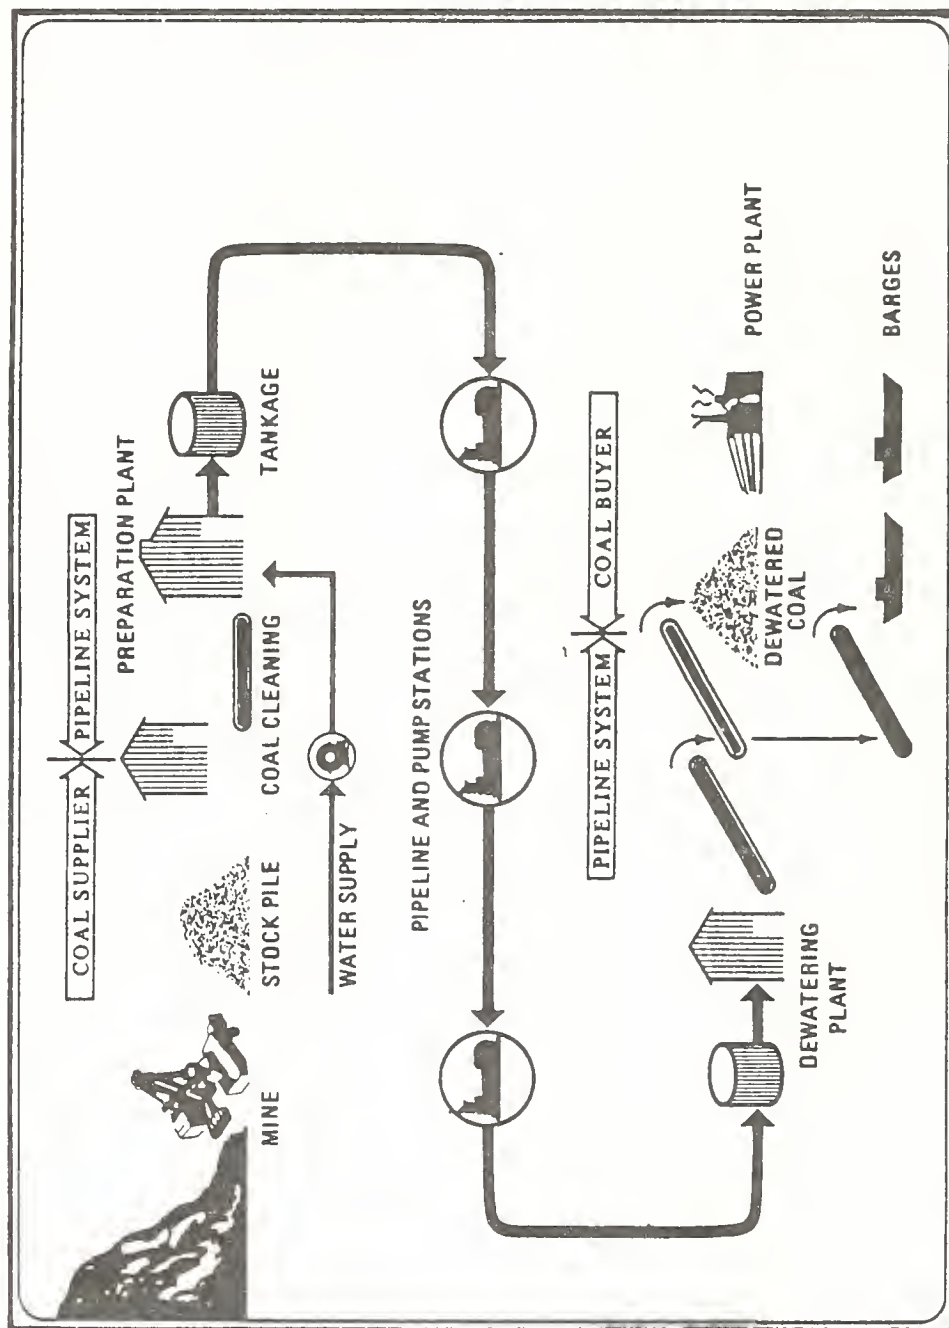 COAL SUPPLIER PIPELINE SYSTEM
PREPARATION PLANT
MINE
STOCK PILE
COAL CLEANING
TANKAGE
WATER SUPPLY
PIPELINE AND PUMP STATIONS
PIPELINE SYSTEM COAL BUYER
DEWATERING
PLANT
DEWATERED
COAL
POWER PLANT
BARGES